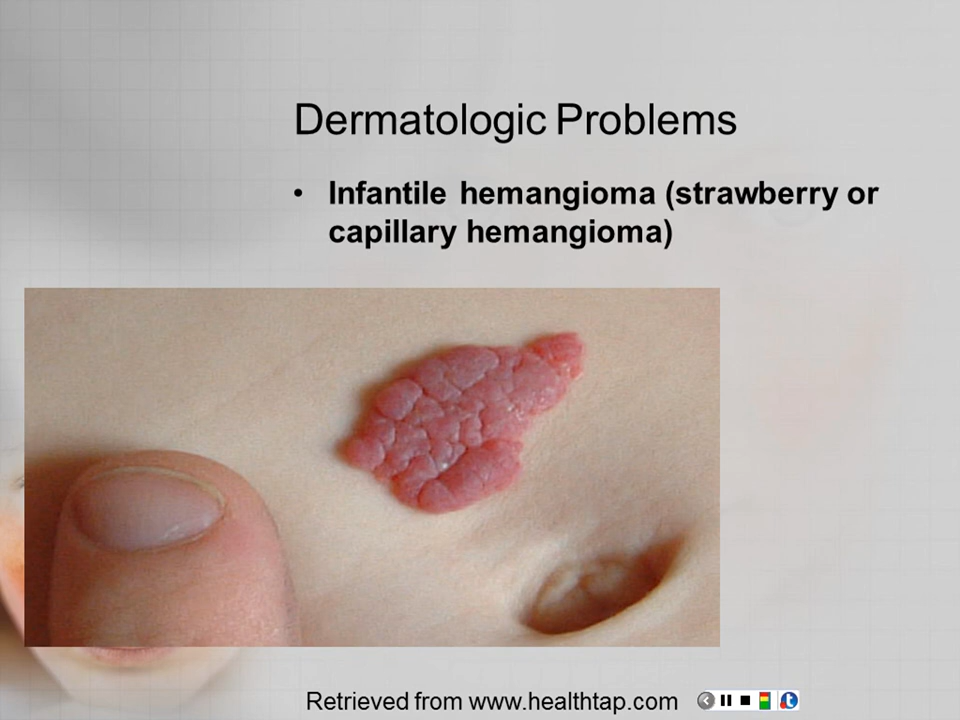 Dermatologic Problems
• Infantile hemangioma (strawberry or
capillary hemangioma)
Retrieved from www.healthtap.com